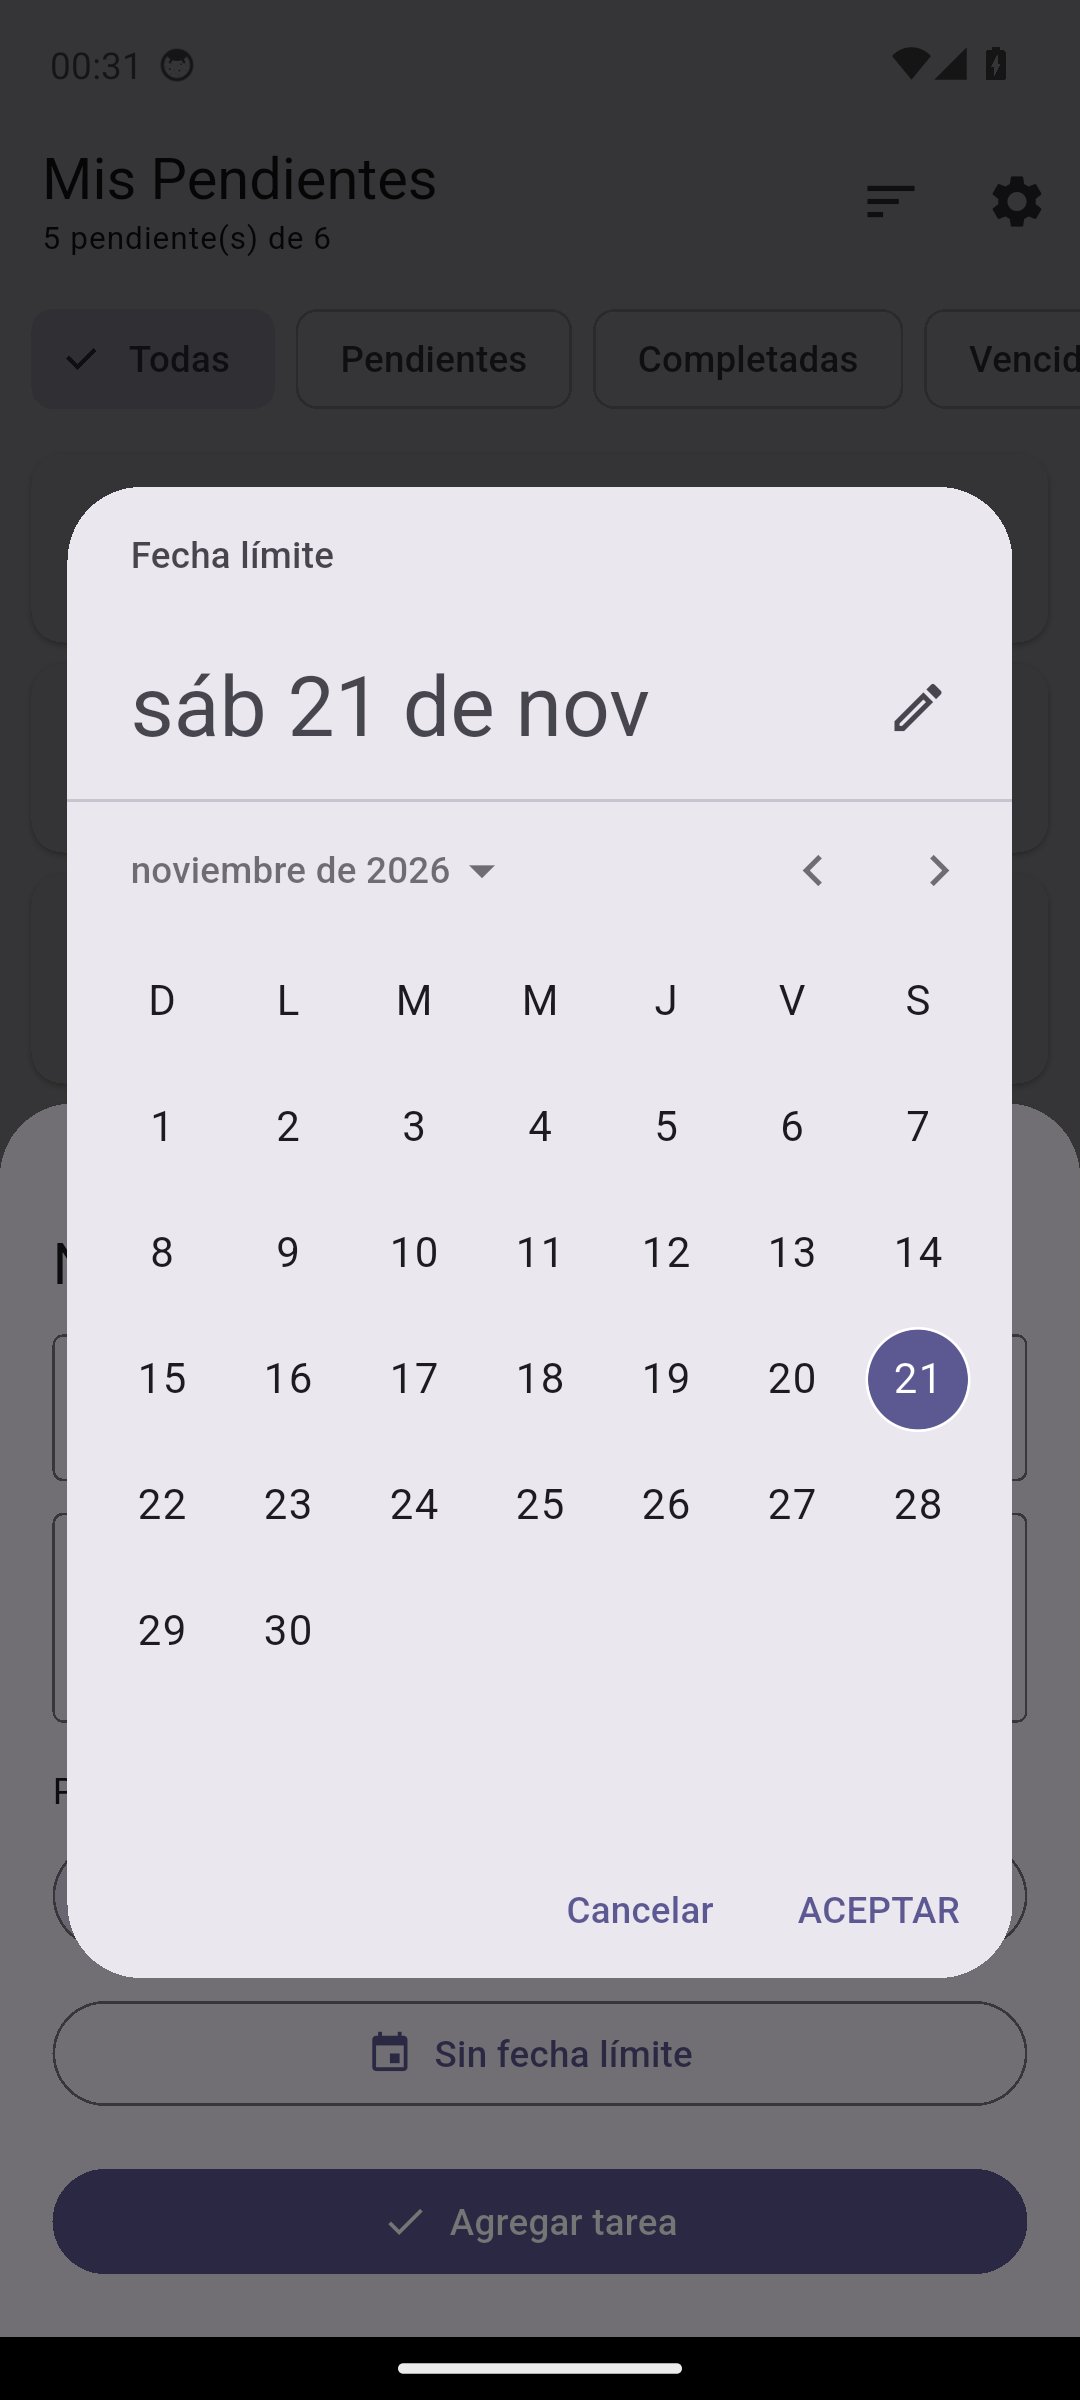 00:31
Mis Pendientes
5 pendiente(s) de 6
Todas Pendientes Completadas Vencid
Fecha límite
sáb 21 de nov
noviembre de 2026
D L M M J V S
1 2 3 4 5 6 7
8 9 10 11 12 13 14
15 16 17 18 19 20 21
22 23 24 25 26 27 28
29 30
Cancelar ACEPTAR
Sin fecha límite
Agregar tarea